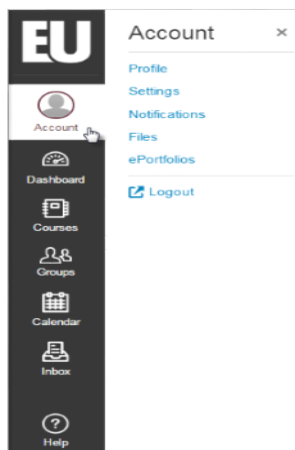 EU
Account
Dashboard
Courses
Groups
Calendar
Inbox
Help
Account ×
Profile
Settings
Notifications
Files
ePortfolios
Logout